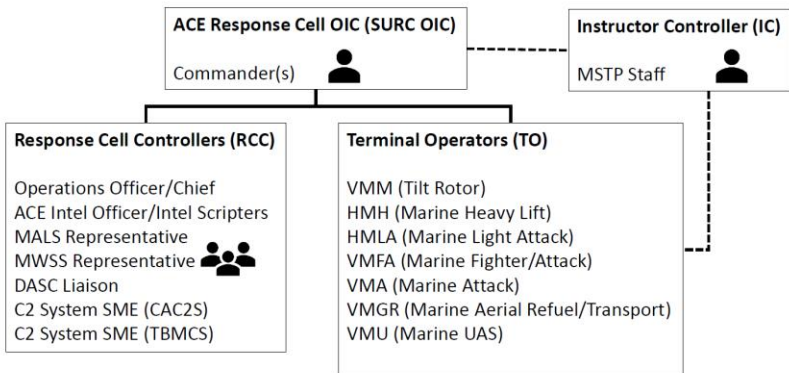 ACE Response Cell OIC (SURC OIC)
Commander(s)
Instructor Controller (IC)
MSTP Staff
Response Cell Controllers (RCC)
Operations Officer/Chief
ACE Intel Officer/Intel Scripters
MALS Representative
MWSS Representative
DASC Liaison
C2 System SME (CAC2S)
C2 System SME (TBMCS)
Terminal Operators (TO)
VMM (Tilt Rotor)
HMH (Marine Heavy Lift)
HMLA (Marine Light Attack)
VMFA (Marine Fighter/Attack)
VMA (Marine Attack)
VMGR (Marine Aerial Refuel/Transport)
VMU (Marine UAS)